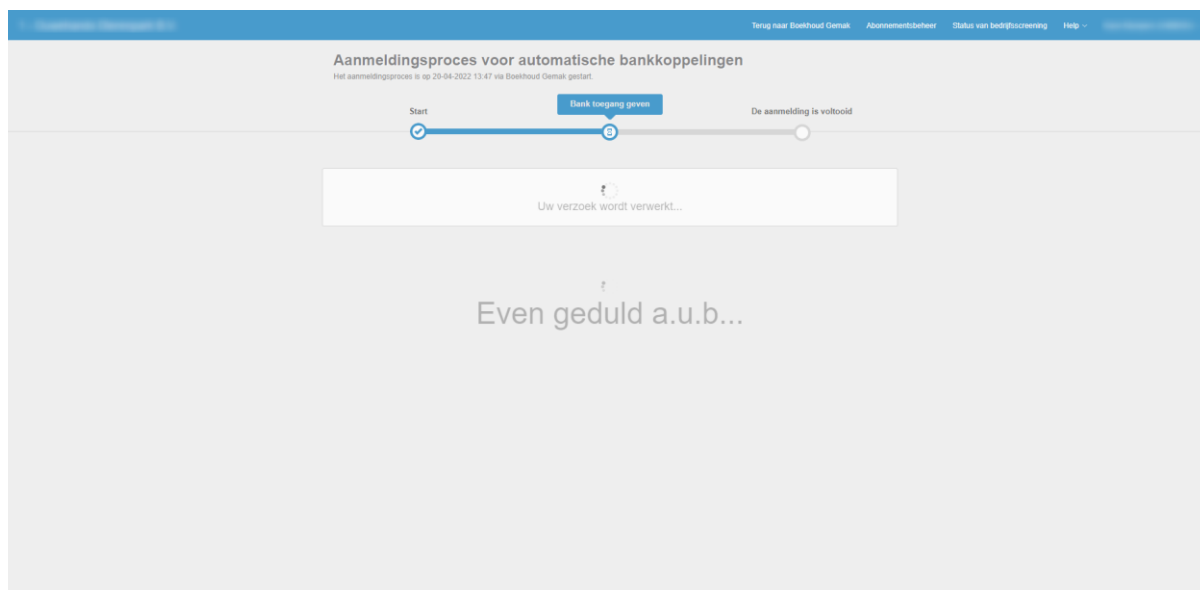 Terug naar Boekhoud Gemak Abonnementsbeheer Status van bedrijfsscreening Help
Aanmeldingsproces voor automatische bankkoppelingen
Het aanmeldingsproces is op 20-04-2022 13:47 via Boekhoud Gemak gestart.
Start Bank toegang geven De aanmelding is voltooid
Uw verzoek wordt verwerkt...
Even geduld a.u.b...